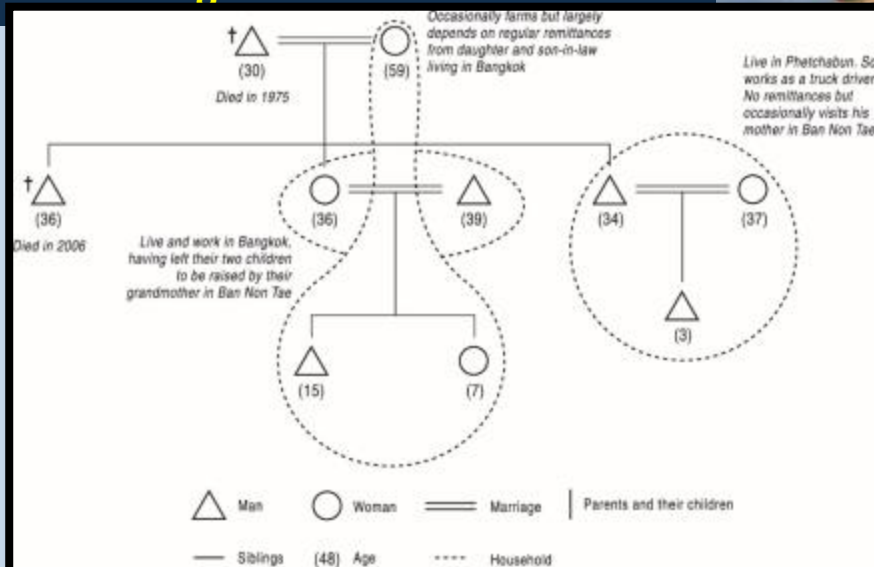 Occasionally farms but largely
depends on regular remittances
from daughter and son-in-law
living in Bangkok
†
(30)
(59)
Died in 1975
Live in Phetchabun. So
works as a truck driver
No remittances but
occasionally visits his
mother in Ban Non Tae
†
(36)
(36)
(39)
(34)
(37)
Died in 2006
Live and work in Bangkok,
having left their two children
to be raised by their
grandmother in Ban Non Tae
(3)
(15)
(7)
Man
Woman
Marriage
Parents and their children
Siblings
(48) Age
Household